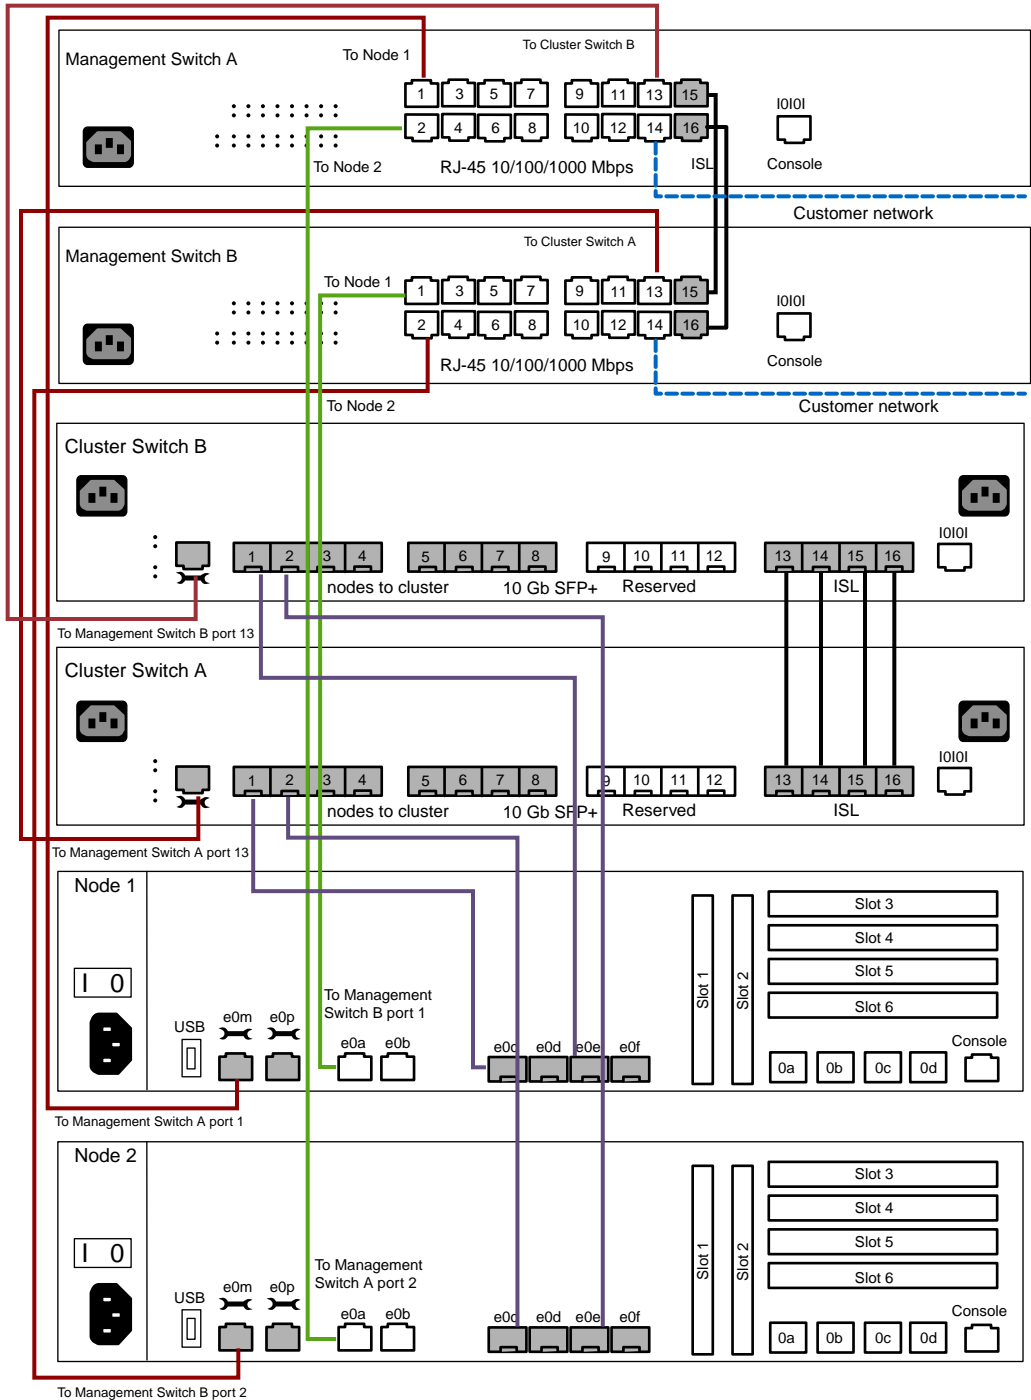 To Cluster Switch B
Management Switch A
To Node 1
1 3 5 7 9 11 13 15
IOIOI
2 4 6 8 10 12 14 16
To Node 2
RJ-45 10/100/1000 Mbps
ISL
Console
Customer network
To Cluster Switch A
Management Switch B
To Node 1
1 3 5 7 9 11 13 15
IOIOI
2 4 6 8 10 12 14 16
RJ-45 10/100/1000 Mbps
Console
To Node 2
Customer network
Cluster Switch B
IOIOI
1 2 3 4 5 6 7 8 9 10 11 12 13 14 15 16
nodes to cluster
10 Gb SFP+
Reserved
ISL
To Management Switch B port 13
Cluster Switch A
IOIOI
1 2 3 4 5 6 7 8 9 10 11 12 13 14 15 16
nodes to cluster
10 Gb SFP+
Reserved
ISL
To Management Switch A port 13
Node 1
Slot 3
Slot 4
Slot 5
Slot 6
Slot 1
Slot 2
I 0
To Management
Switch B port 1
USB
e0m
e0p
e0a
e0b
e0c
e0d
e0e
e0f
Console
0a
0b
0c
0d
To Management Switch A port 1
Node 2
Slot 3
Slot 4
Slot 5
Slot 6
Slot 1
Slot 2
I 0
To Management
Switch A port 2
USB
e0m
e0p
e0a
e0b
e0c
e0d
e0e
e0f
Console
0a
0b
0c
0d
To Management Switch B port 2